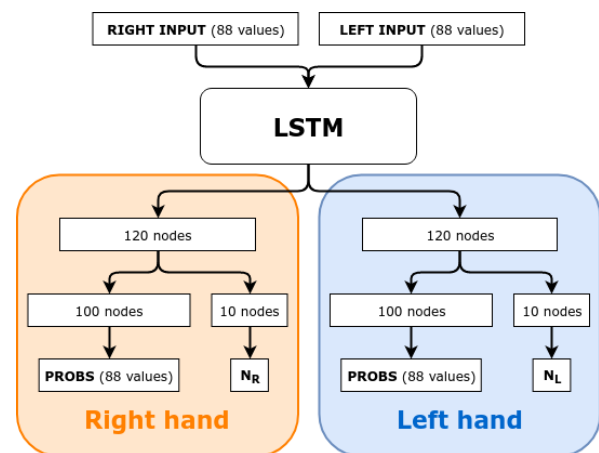 RIGHT INPUT (88 values)
LEFT INPUT (88 values)
LSTM
120 nodes
120 nodes
100 nodes
10 nodes
100 nodes
10 nodes
PROBS (88 values)
NR
PROBS (88 values)
NL
Right hand
Left hand